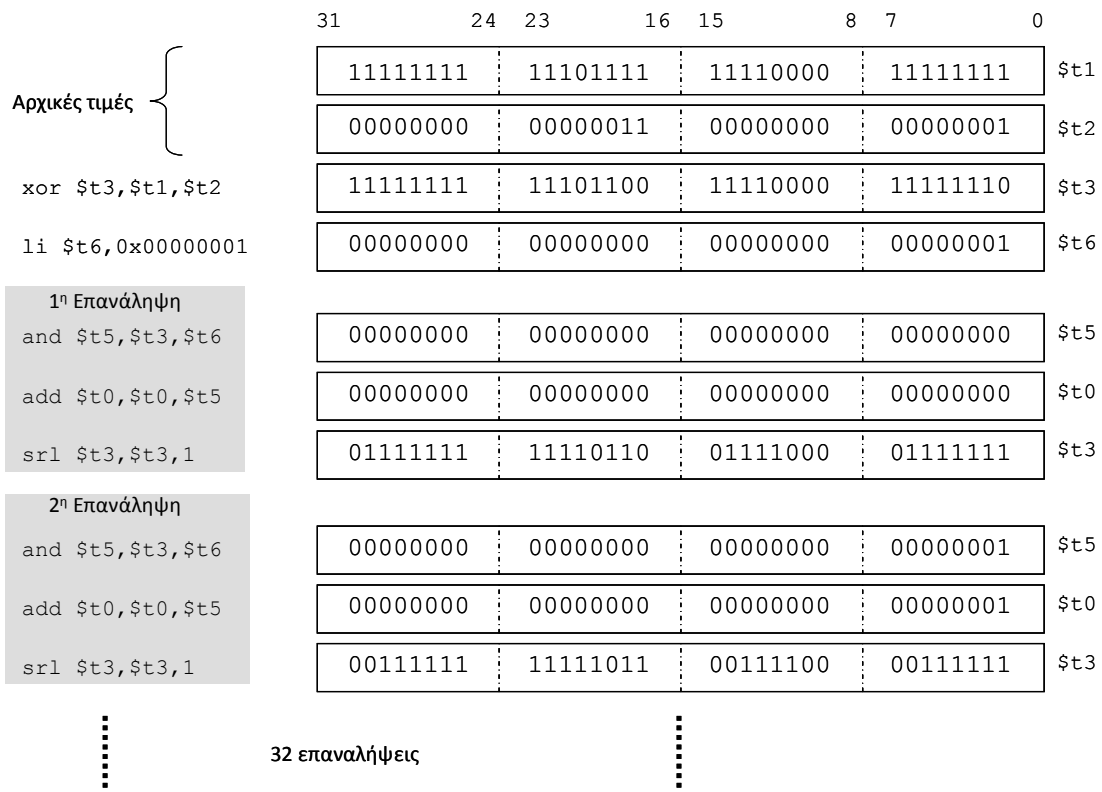 31 24 23 16 15 8 7 0
11111111 11101111 11110000 11111111 $t1
Αρχικές τιμές
00000000 00000011 00000000 00000001 $t2
xor $t3,$t1,$t2 11111111 11101100 11110000 11111110 $t3
li $t6,0x00000001 00000000 00000000 00000000 00000001 $t6
1η Επανάληψη
and $t5,$t3,$t6 00000000 00000000 00000000 00000000 $t5
add $t0,$t0,$t5 00000000 00000000 00000000 00000000 $t0
srl $t3,$t3,1 01111111 11110110 01111000 01111111 $t3
2η Επανάληψη
and $t5,$t3,$t6 00000000 00000000 00000000 00000001 $t5
add $t0,$t0,$t5 00000000 00000000 00000000 00000001 $t0
srl $t3,$t3,1 00111111 11111011 00111100 00111111 $t3
32 επαναλήψεις